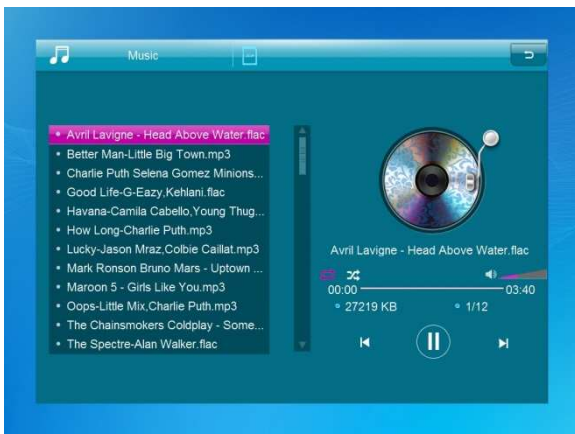 Music
Avril Lavigne - Head Above Water.flac
Better Man-Little Big Town.mp3
Charlie Puth Selena Gomez Minions...
Good Life-G-Eazy,Kehlani.flac
Havana-Camila Cabello,Young Thug...
How Long-Charlie Puth.mp3
Lucky-Jason Mraz,Colbie Caillat.mp3
Mark Ronson Bruno Mars - Uptown ...
Maroon 5 - Girls Like You.mp3
Oops-Little Mix,Charlie Puth.mp3
The Chainsmokers Coldplay - Some...
The Spectre-Alan Walker.flac
Avril Lavigne - Head Above Water.flac
00:00 03:40
27219 KB 1/12